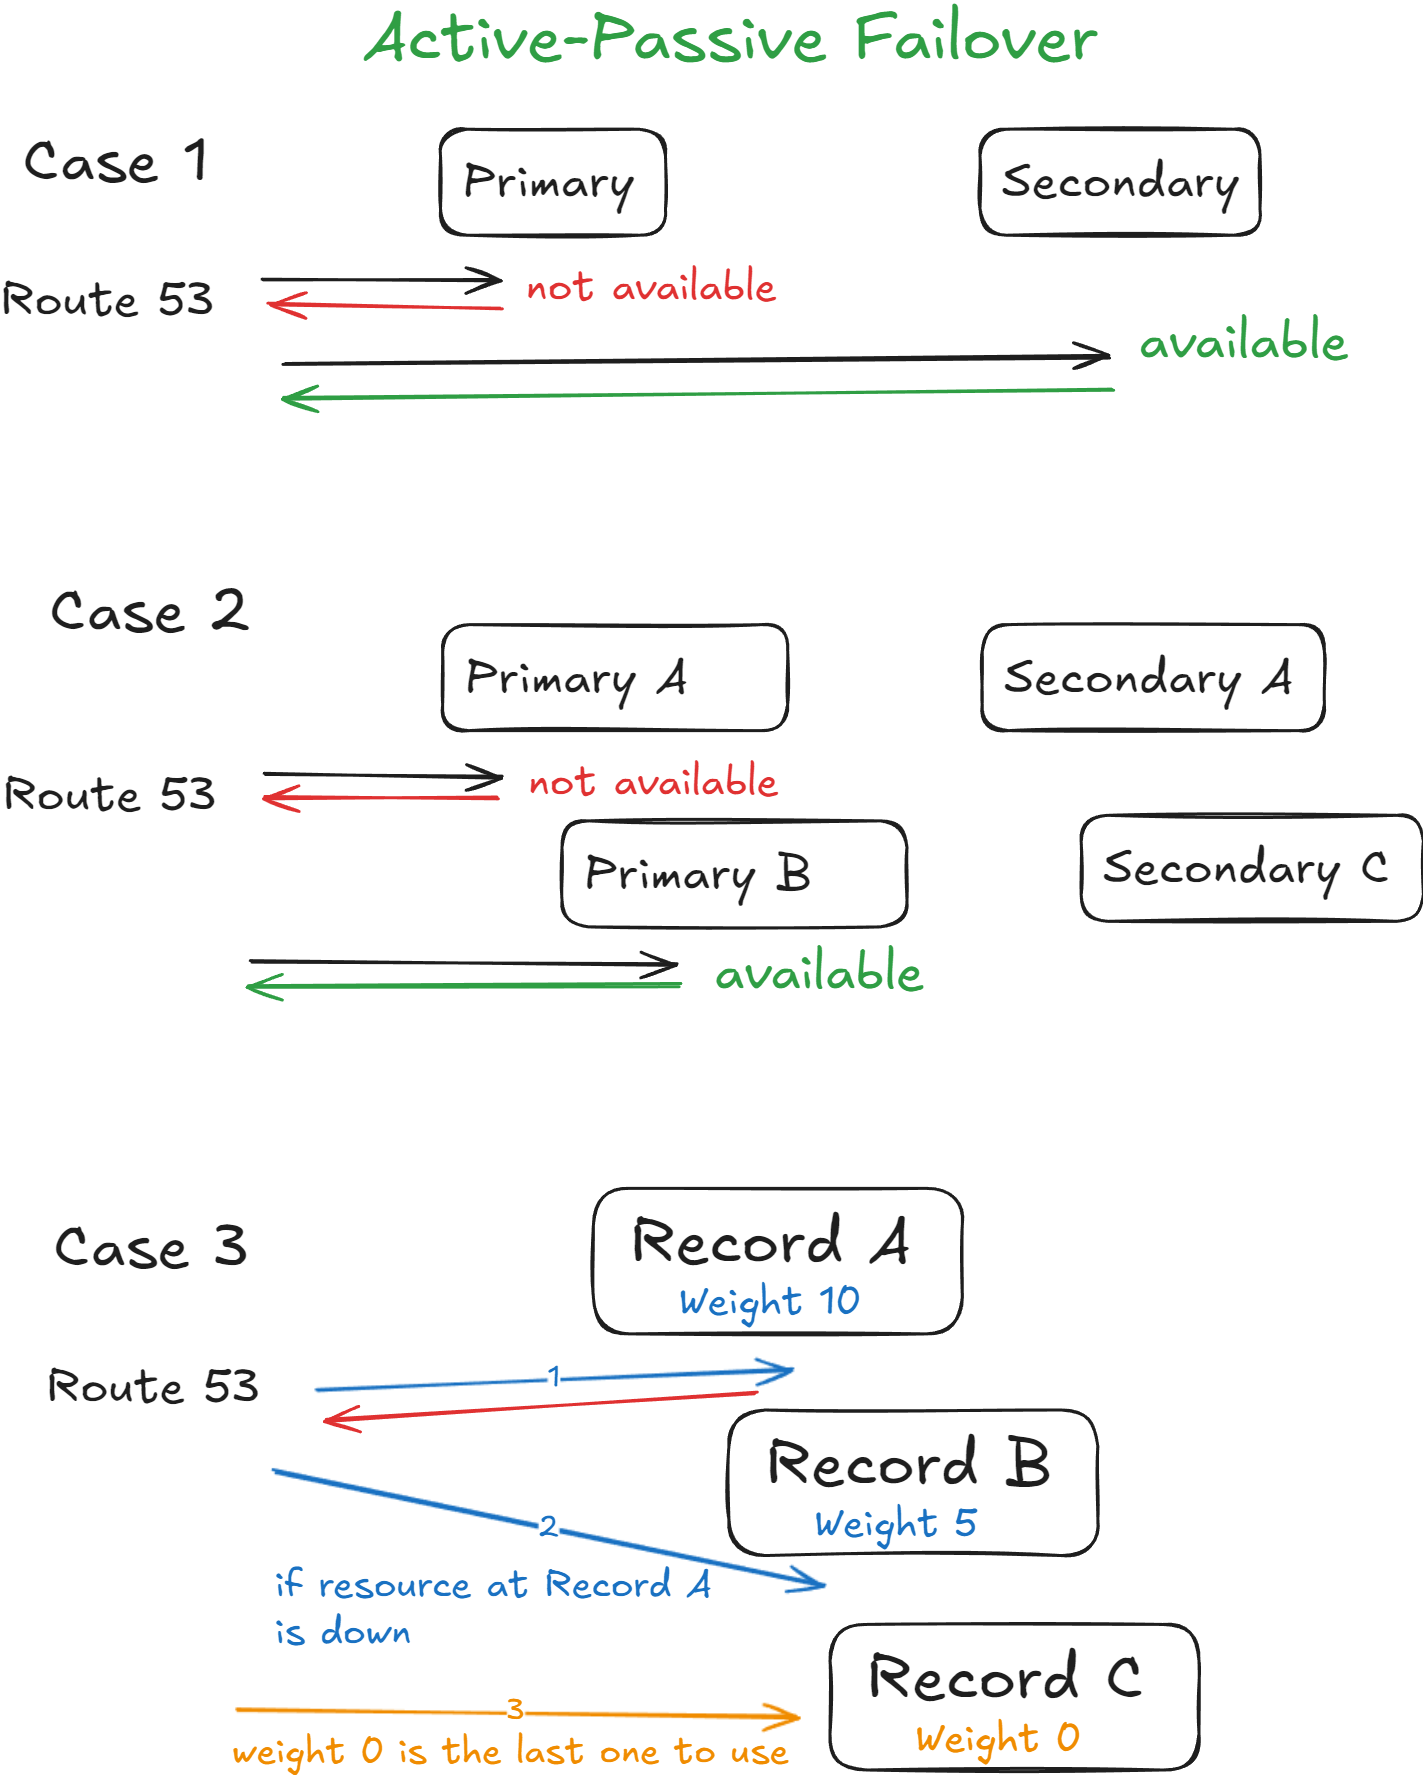 Active-Passive Failover
Case 1
Primary
Secondary
Route 53
not available
available
Case 2
Primary A
Secondary A
Route 53
not available
Primary B
Secondary C
available
Case 3
Record A
Weight 10
Route 53
1
Record B
Weight 5
2
if resource at Record A
is down
Record C
Weight 0
3
weight 0 is the last one to use